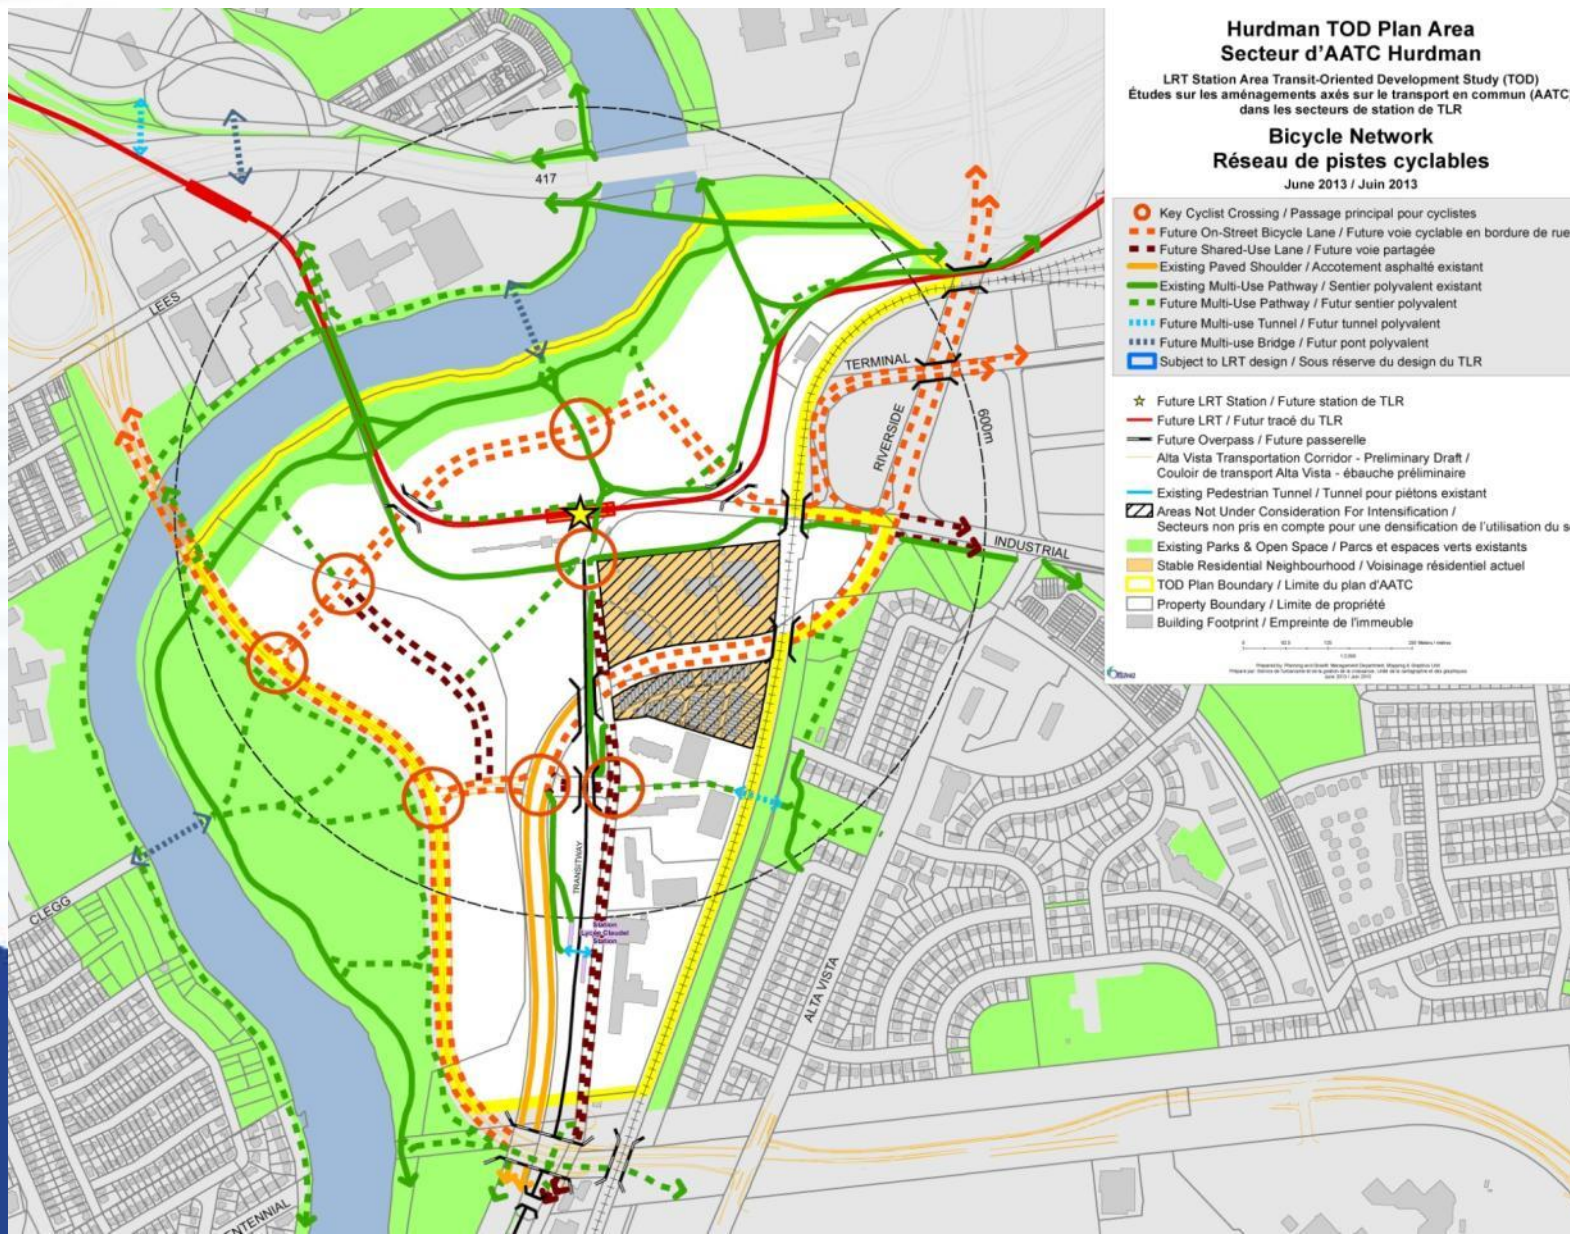 Hurdman TOD Plan Area
Secteur d'AATC Hurdman
LRT Station Area Transit-Oriented Development Study (TOD)
Études sur les aménagements axés sur le transport en commun (AATC)
dans les secteurs de station de TLR
Bicycle Network
Réseau de pistes cyclables
June 2013 / Juin 2013
Key Cyclist Crossing / Passage principal pour cyclistes
Future On-Street Bicycle Lane / Future voie cyclable en bordure de rue
Future Shared-Use Lane / Future voie partagée
Existing Paved Shoulder / Accotement asphalté existant
Existing Multi-Use Pathway / Sentier polyvalent existant
Future Multi-Use Pathway / Futur sentier polyvalent
Future Multi-use Tunnel / Futur tunnel polyvalent
Future Multi-use Bridge / Futur pont polyvalent
Subject to LRT design / Sous réserve du design du TLR
Future LRT Station / Future station de TLR
Future LRT / Futur tracé du TLR
Future Overpass / Future passerelle
Alta Vista Transportation Corridor - Preliminary Draft /
Couloir de transport Alta Vista - ébauche préliminaire
Existing Pedestrian Tunnel / Tunnel pour piétons existant
Areas Not Under Consideration For Intensification /
Secteurs non pris en compte pour une densification de l'utilisation du s
Existing Parks & Open Space / Parcs et espaces verts existants
Stable Residential Neighbourhood / Voisinage résidentiel actuel
TOD Plan Boundary / Limite du plan d'AATC
Property Boundary / Limite de propriété
Building Footprint / Empreinte de l'immeuble
Ottawa
417
LEES
TERMINAL
RIVERSIDE
600m
INDUSTRIAL
TRANSITWAY
CLEGG
Station
Lycée Claudel
Station
ALTA VISTA
ENTENNIAL